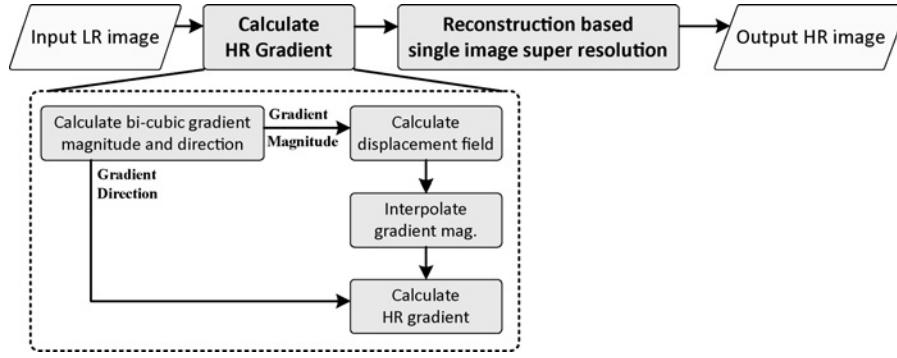 Input LR image
Calculate
HR Gradient
Reconstruction based
single image super resolution
Output HR image
Calculate bi-cubic gradient
magnitude and direction
Gradient
Magnitude
Calculate
displacement field
Gradient
Direction
Interpolate
gradient mag.
Calculate
HR gradient